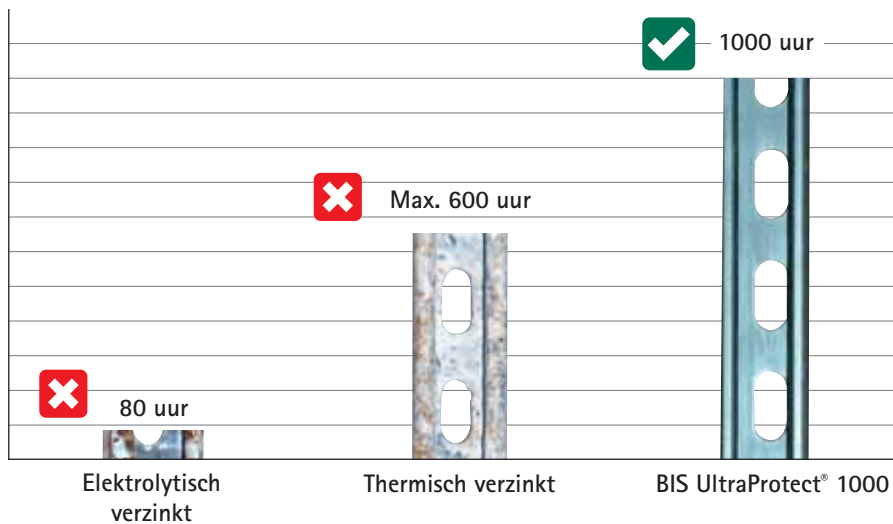 1000 uur
Max. 600 uur
80 uur
Elektrolytisch
verzinkt
Thermisch verzinkt
BIS UltraProtect® 1000